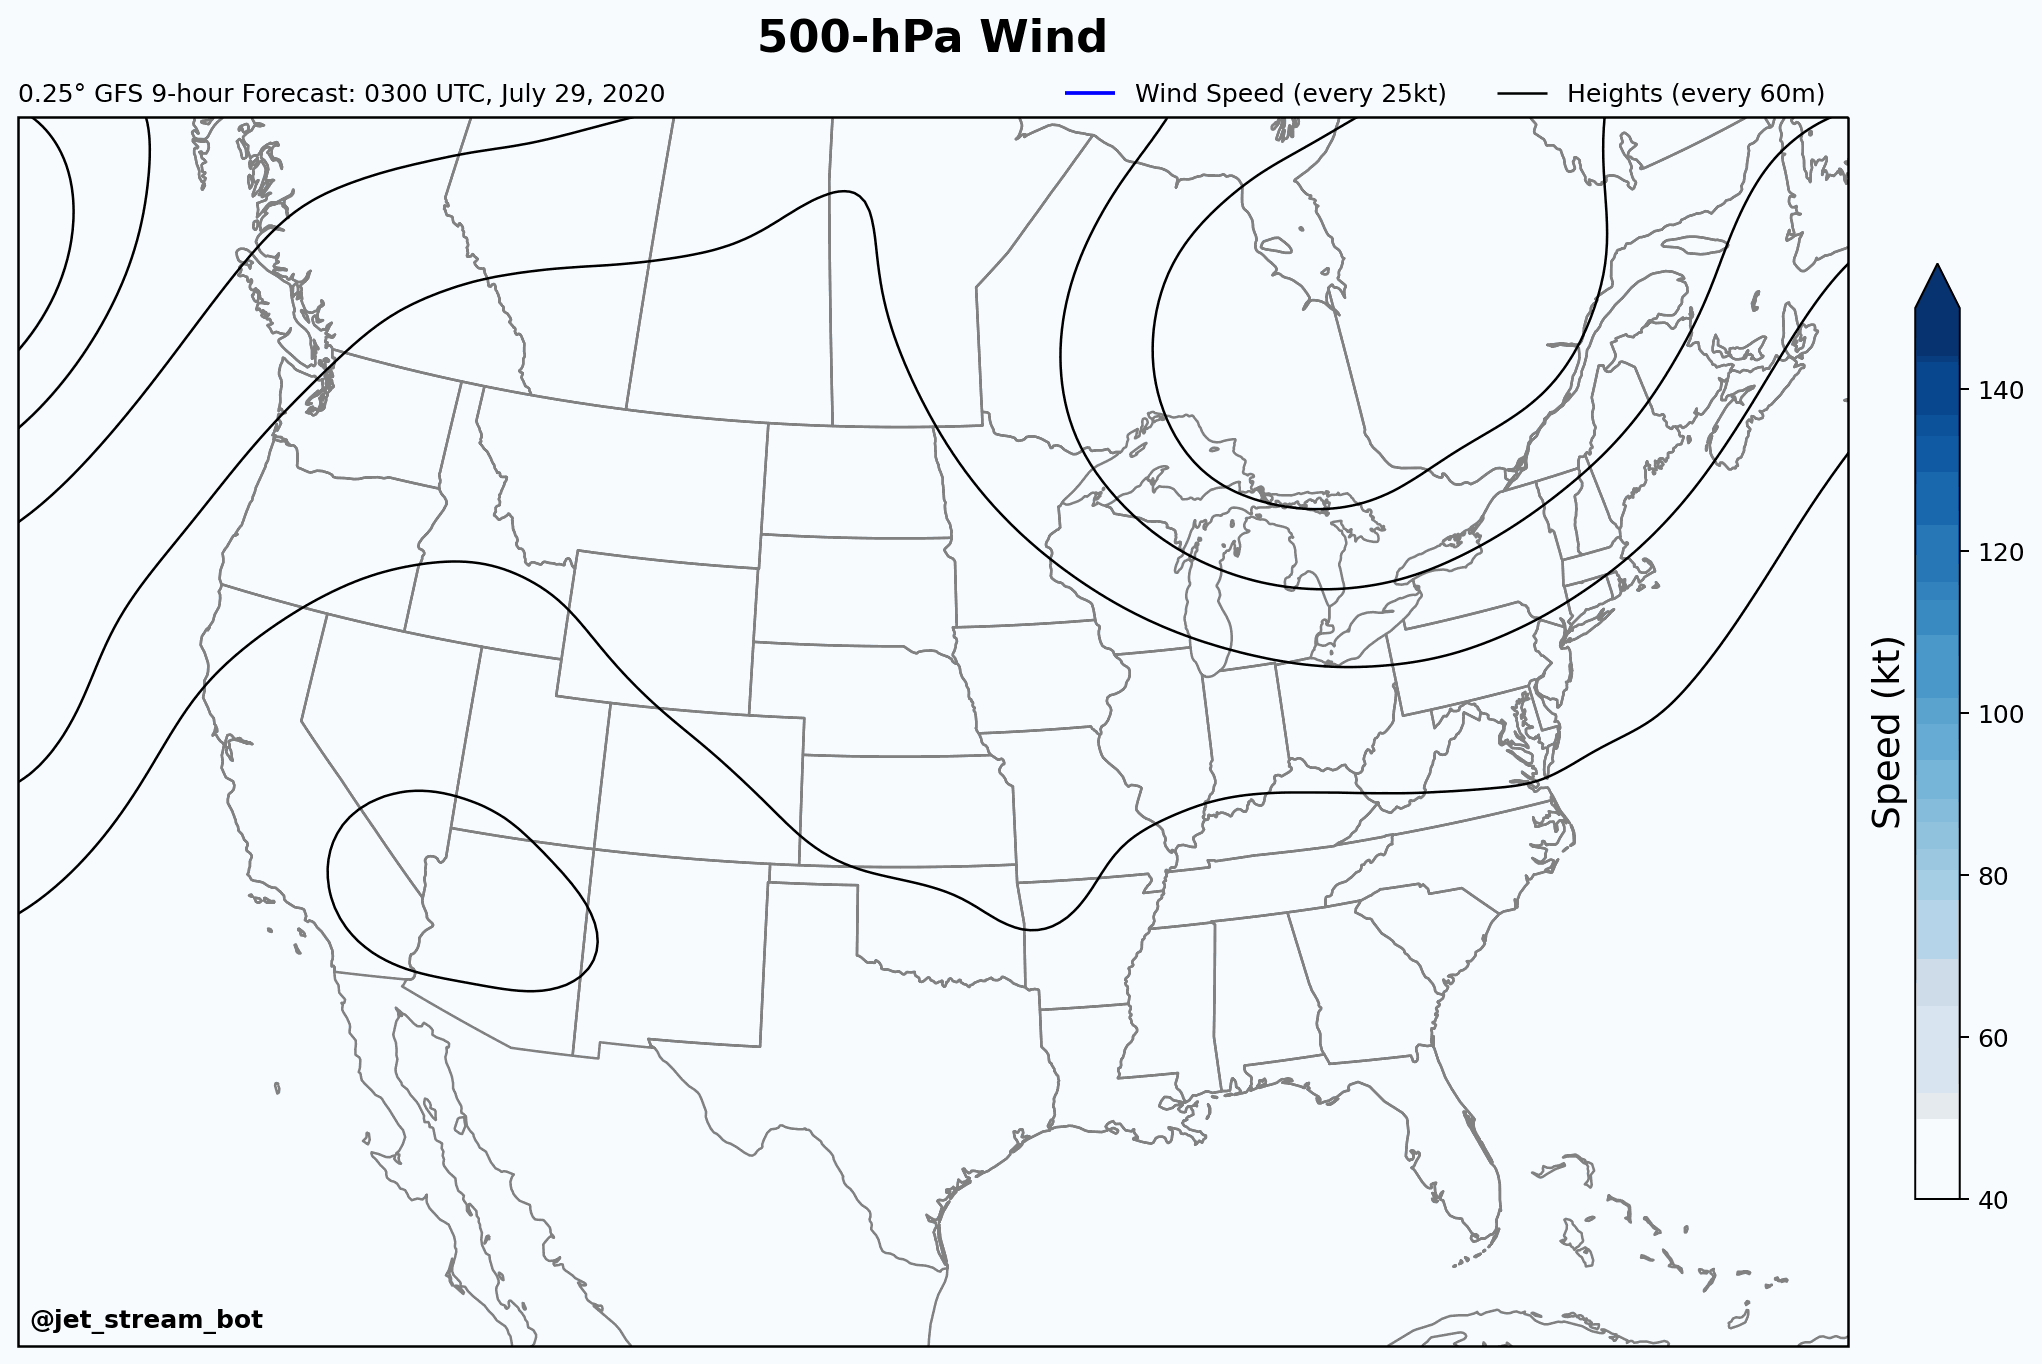 500-hPa Wind
0.25° GFS 9-hour Forecast: 0300 UTC, July 29, 2020
Wind Speed (every 25kt)
Heights (every 60m)
140
120
100
80
60
40
Speed (kt)
@jet_stream_bot